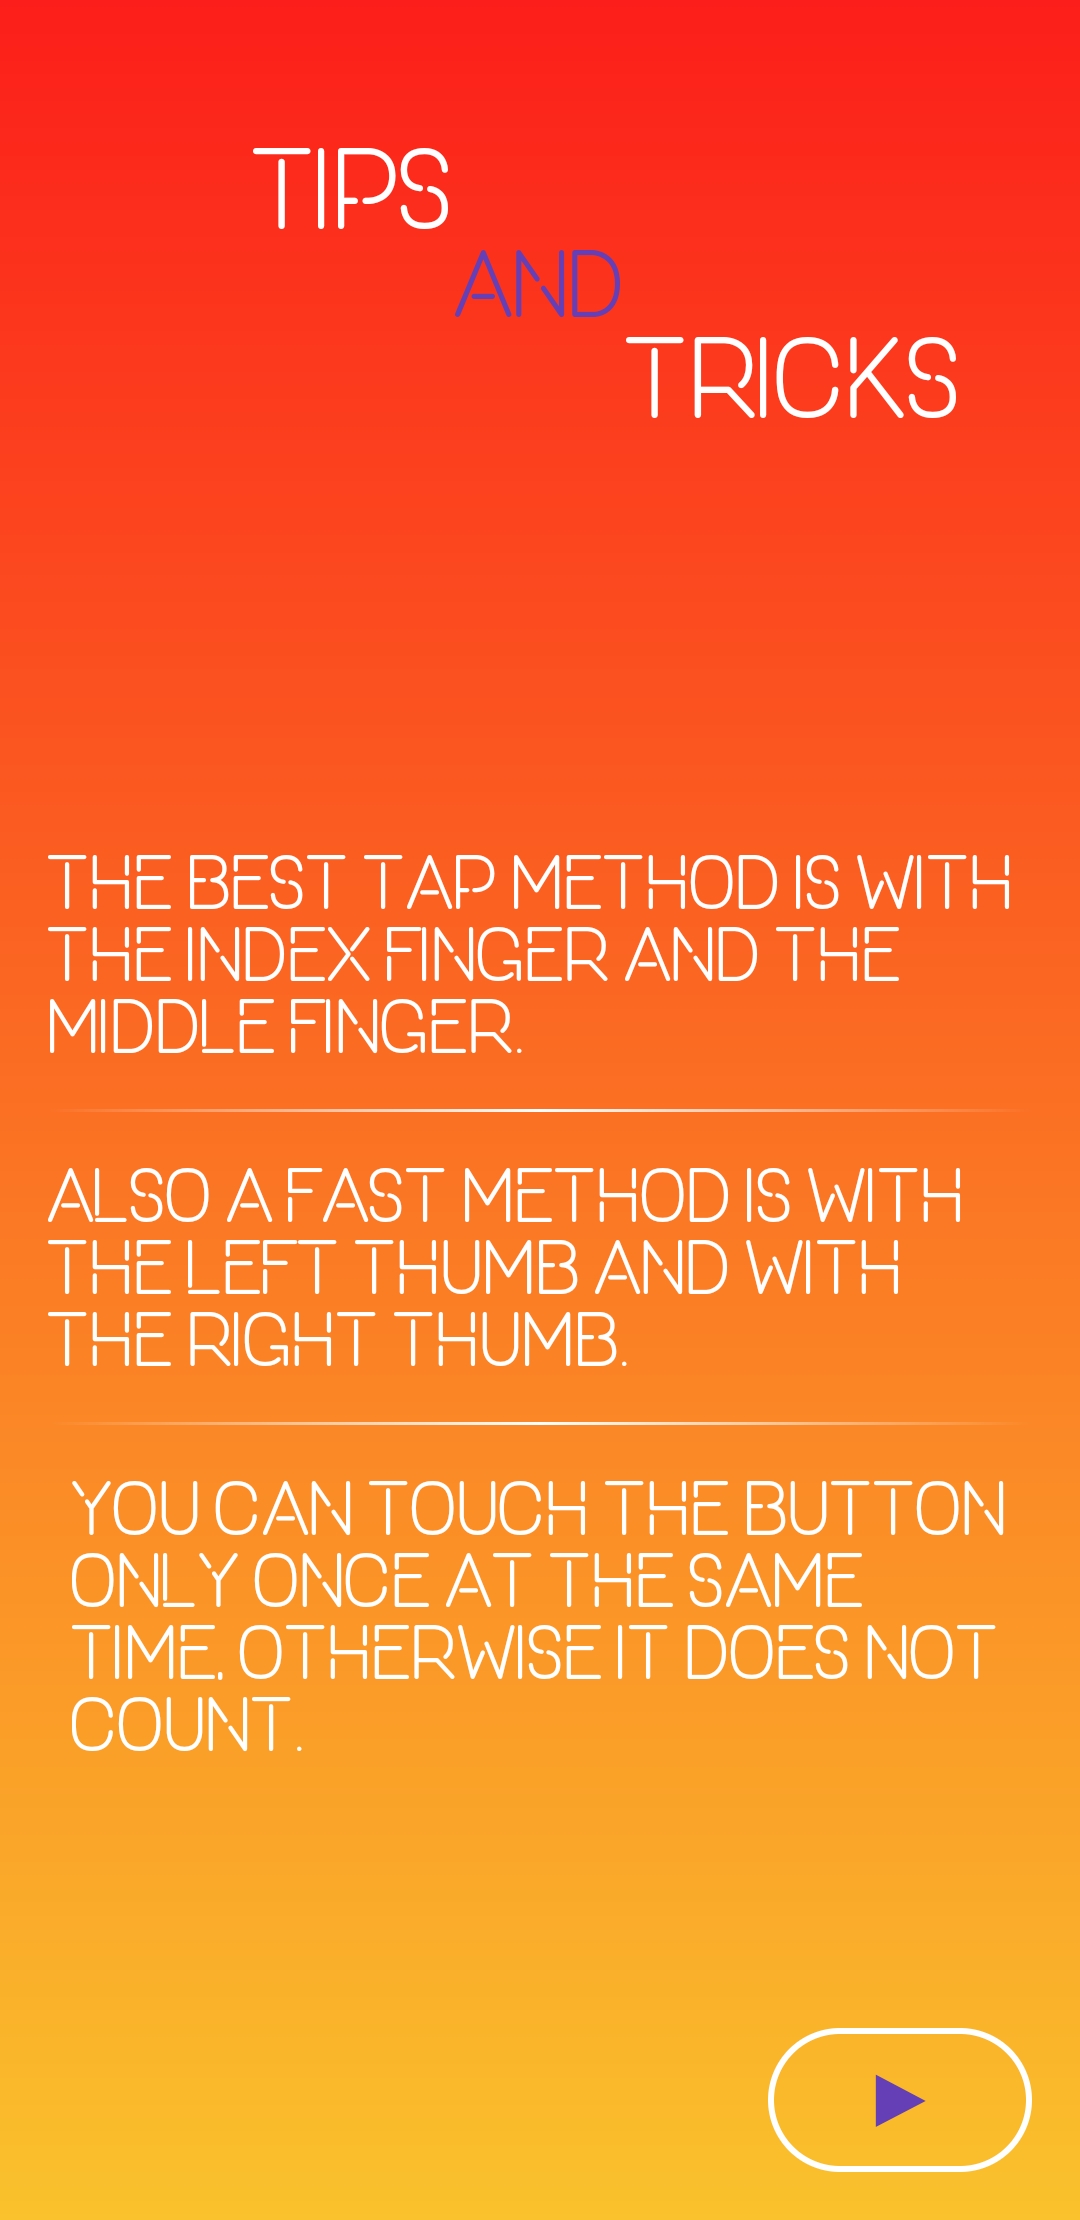 TIPS
AND
TRICKS
THE BEST TAP METHOD IS WITH
THE INDEX FINGER AND THE
MIDDLE FINGER.
ALSO A FAST METHOD IS WITH
THE LEFT THUMB AND WITH
THE RIGHT THUMB.
YOU CAN TOUCH THE BUTTON
ONLY ONCE AT THE SAME
TIME, OTHERWISE IT DOES NOT
COUNT.